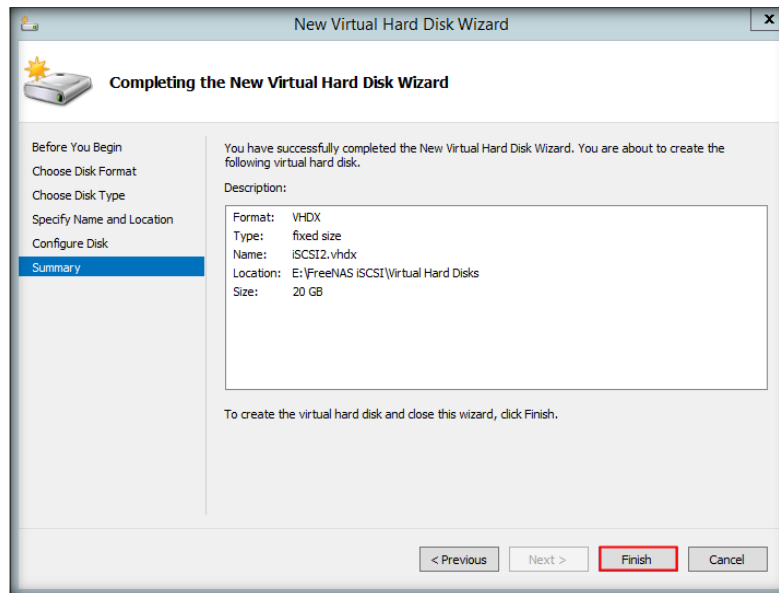 New Virtual Hard Disk Wizard
x
Completing the New Virtual Hard Disk Wizard
Before You Begin
Choose Disk Format
Choose Disk Type
Specify Name and Location
Configure Disk
Summary
You have successfully completed the New Virtual Hard Disk Wizard. You are about to create the
following virtual hard disk.
Description:
Format: VHDX
Type: fixed size
Name: iSCSI2.vhdx
Location: E:\FreeNAS iSCSI\Virtual Hard Disks
Size: 20 GB
To create the virtual hard disk and close this wizard, click Finish.
< Previous Next > Finish Cancel